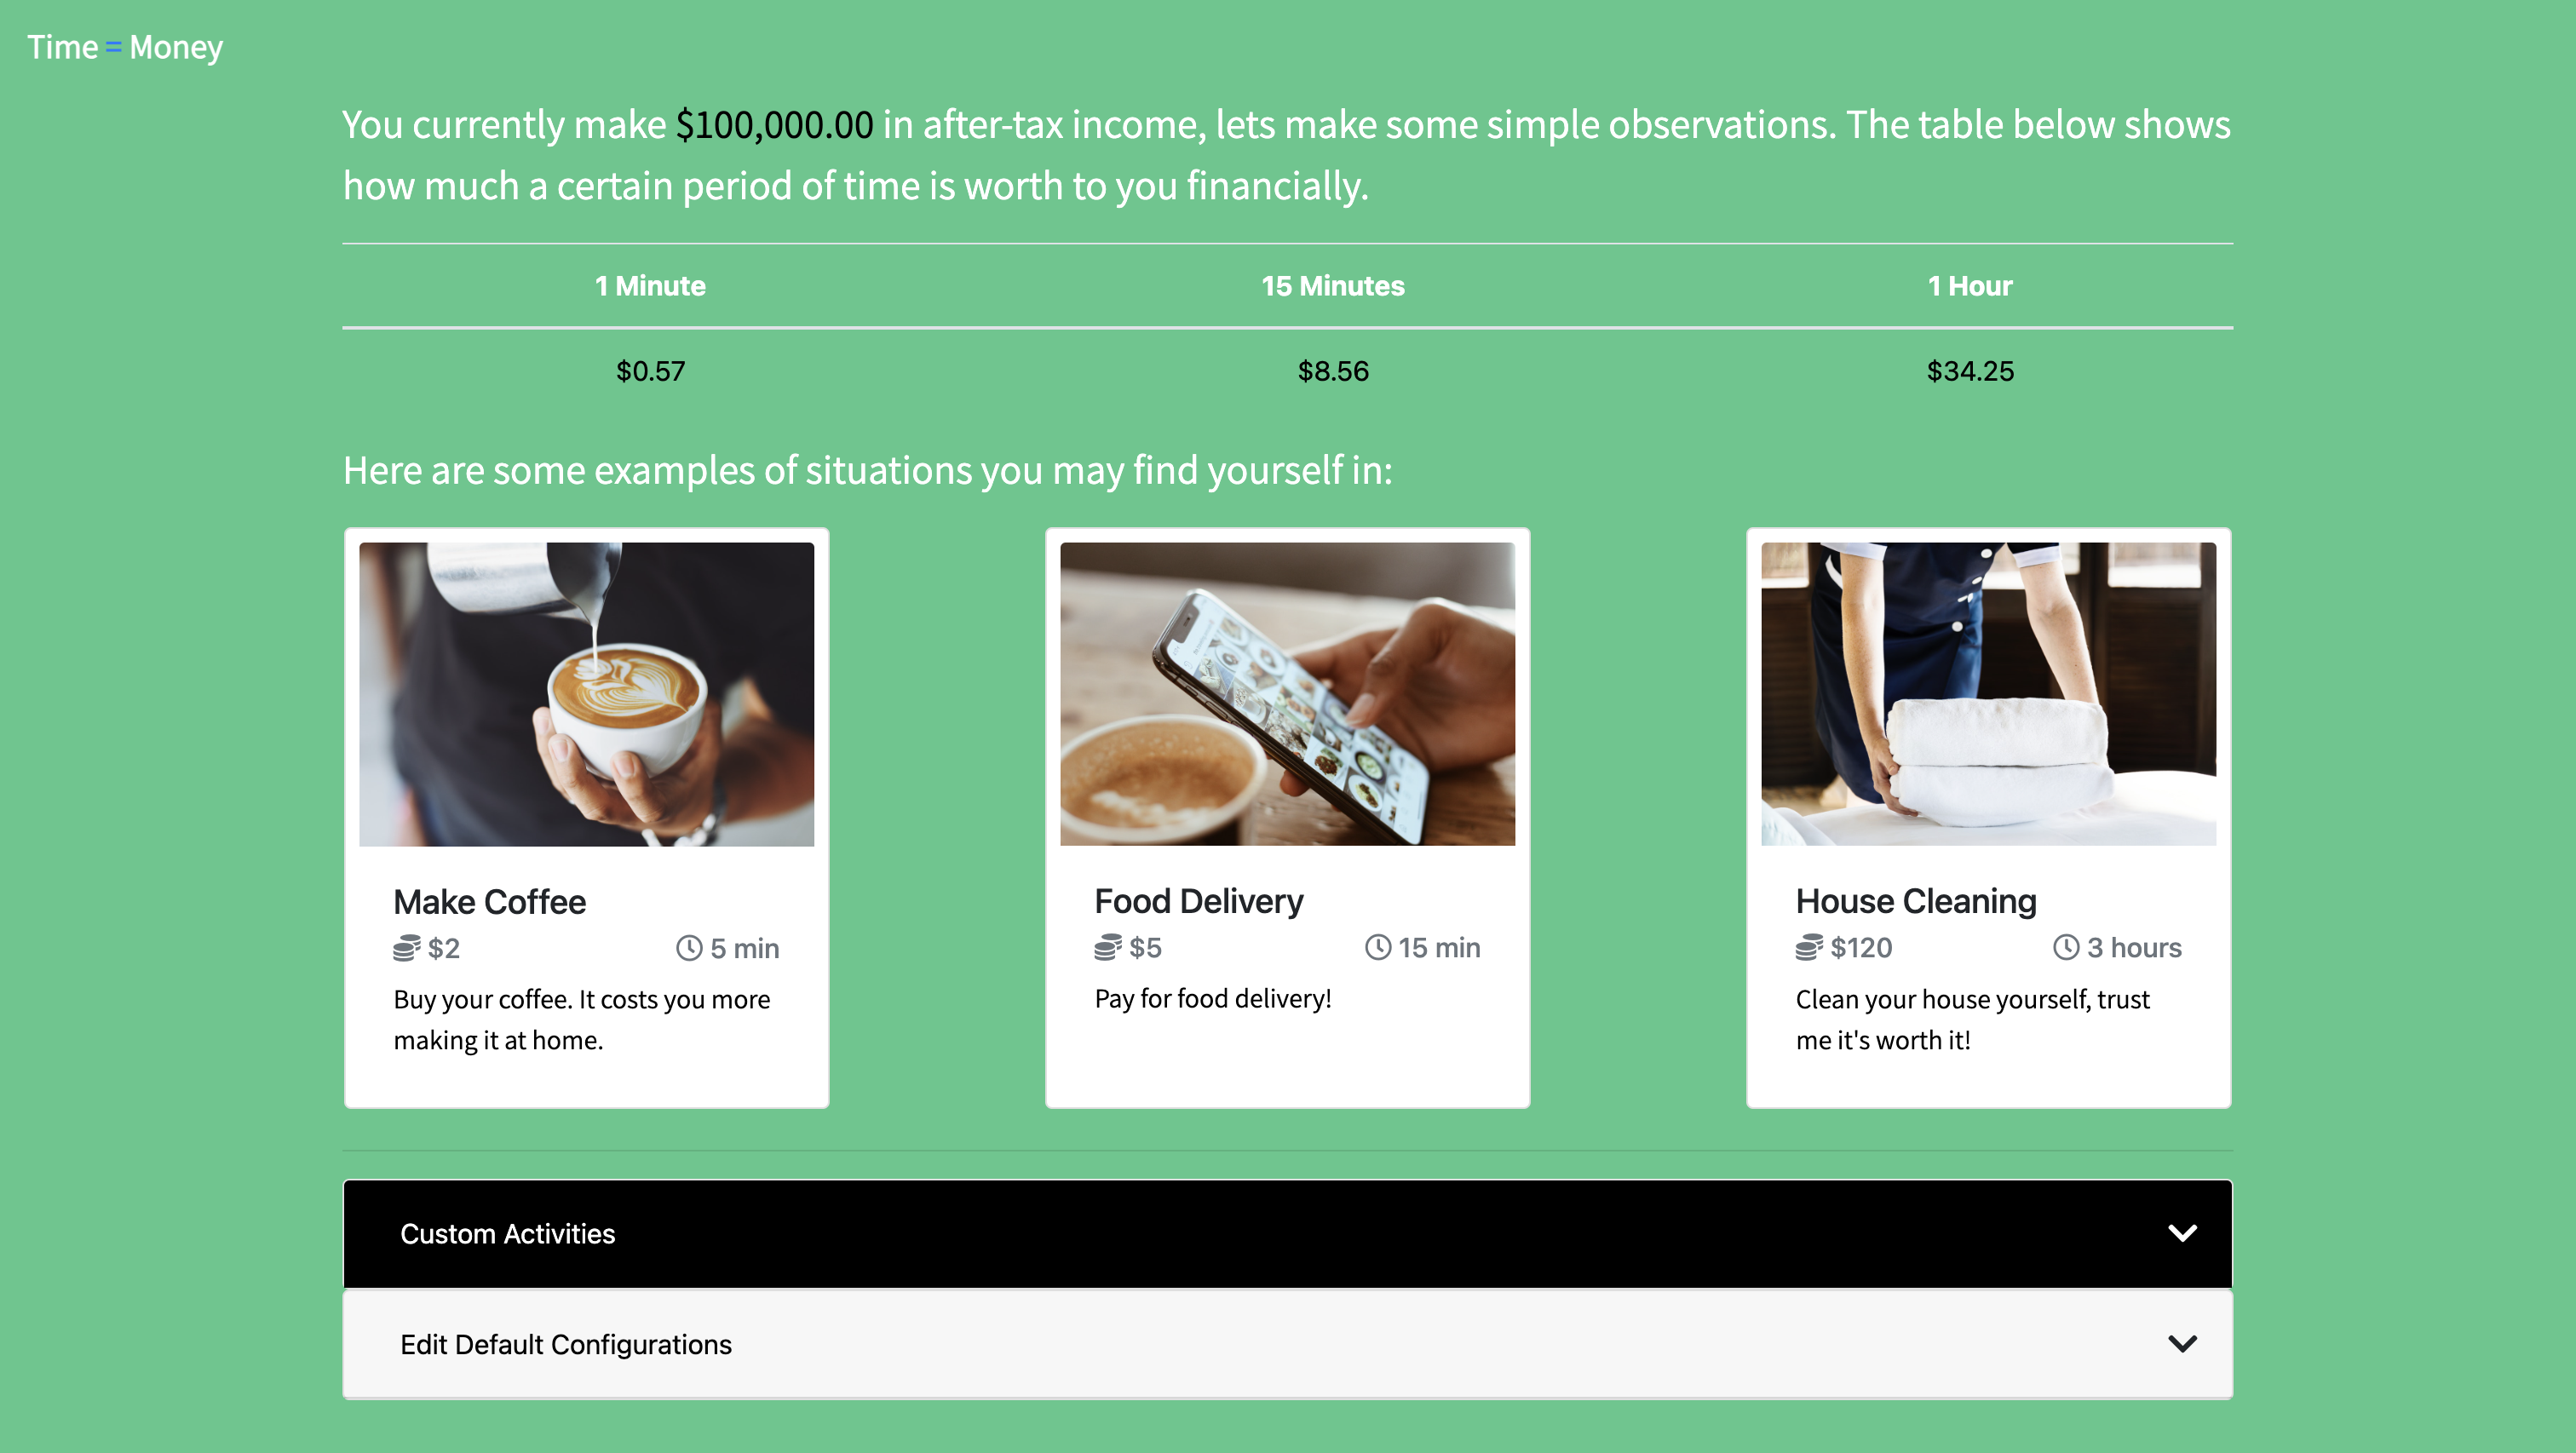 Time = Money
You currently make $100,000.00 in after-tax income, lets make some simple observations. The table below shows
how much a certain period of time is worth to you financially.
1 Minute 15 Minutes 1 Hour
$0.57 $8.56 $34.25
Here are some examples of situations you may find yourself in:
Make Coffee
$2 5 min
Buy your coffee. It costs you more
making it at home.
Food Delivery
$5 15 min
Pay for food delivery!
House Cleaning
$120 3 hours
Clean your house yourself, trust
me it's worth it!
Custom Activities
Edit Default Configurations